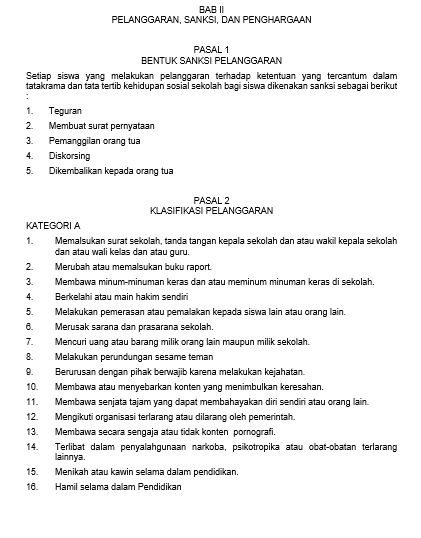 BAB II
PELANGGARAN, SANKSI, DAN PENGHARGAAN
PASAL 1
BENTUK SANKSI PELANGGARAN
Setiap siswa yang melakukan pelanggaran terhadap ketentuan yang tercantum dalam
tatakrama dan tata tertib kehidupan sosial sekolah bagi siswa dikenakan sanksi sebagai berikut
:
1. Teguran
2. Membuat surat pernyataan
3. Pemanggilan orang tua
4. Diskorsing
5. Dikembalikan kepada orang tua
PASAL 2
KLASIFIKASI PELANGGARAN
KATEGORI A
1. Memalsukan surat sekolah, tanda tangan kepala sekolah dan atau wakil kepala sekolah
dan atau wali kelas dan atau guru.
2. Merubah atau memalsukan buku raport.
3. Membawa minum-minuman keras dan atau meminum minuman keras di sekolah.
4. Berkelahi atau main hakim sendiri
5. Melakukan pemerasan atau pemalakan kepada siswa lain atau orang lain.
6. Merusak sarana dan prasarana sekolah.
7. Mencuri uang atau barang milik orang lain maupun milik sekolah.
8. Melakukan perundungan sesame teman
9. Berurusan dengan pihak berwajib karena melakukan kejahatan.
10. Membawa atau menyebarkan konten yang menimbulkan keresahan.
11. Membawa senjata tajam yang dapat membahayakan diri sendiri atau orang lain.
12. Mengikuti organisasi terlarang atau dilarang oleh pemerintah.
13. Membawa secara sengaja atau tidak konten pornografi.
14. Terlibat dalam penyalahgunaan narkoba, psikotropika atau obat-obatan terlarang
lainnya.
15. Menikah atau kawin selama dalam pendidikan.
16. Hamil selama dalam Pendidikan